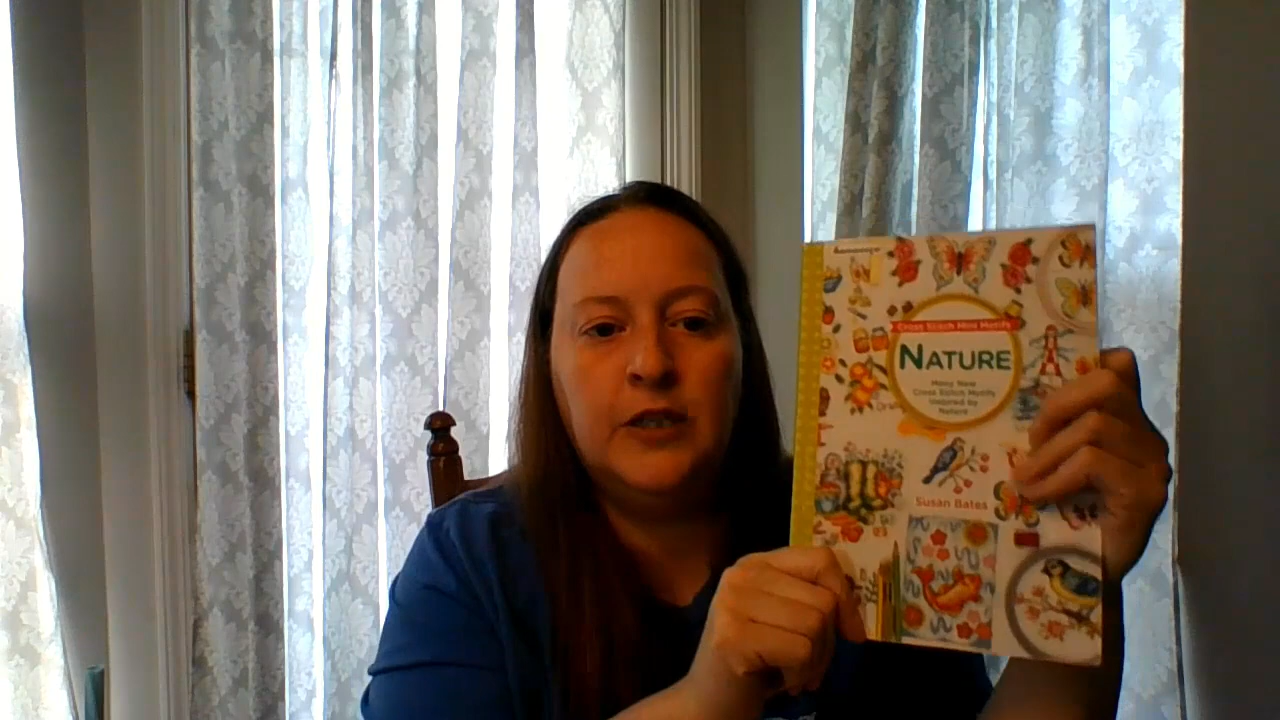 Cross Stitch Mini Motifs
NATURE
Many New
Cross Stitch Motifs
Inspired by
Nature
Susan Bates